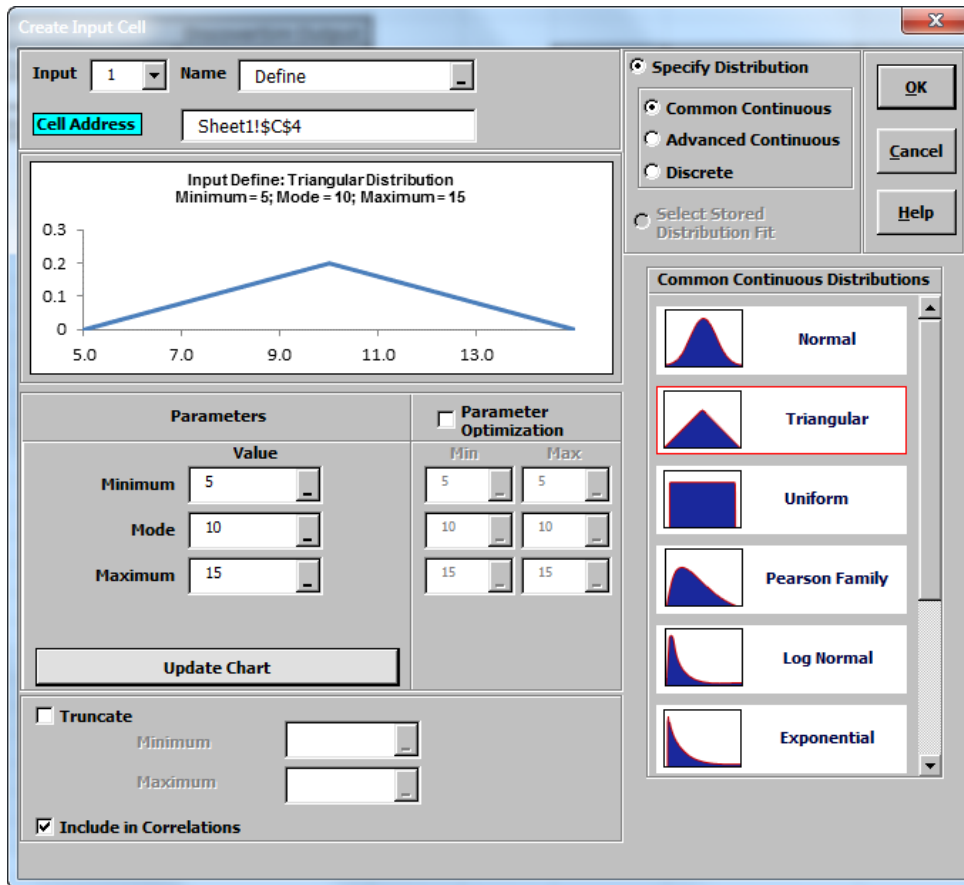 Create Input Cell
Input 1 Name Define _
Cell Address Sheet1!$C$4
Input Define: Triangular Distribution
Minimum = 5; Mode = 10; Maximum = 15
0.3
0.2
0.1
0
5.0 7.0 9.0 11.0 13.0
Parameters
Parameter
Optimization
Value
Min Max
Minimum 5 _ 5 _ 5 _
Mode 10 _ 10 _ 10 _
Maximum 15 _ 15 _ 15 _
Update Chart
Truncate
Minimum _
Maximum _
Include in Correlations
Specify Distribution
Common Continuous
Advanced Continuous
Discrete
Select Stored
Distribution Fit
OK
Cancel
Help
Common Continuous Distributions
Normal
Triangular
Uniform
Pearson Family
Log Normal
Exponential